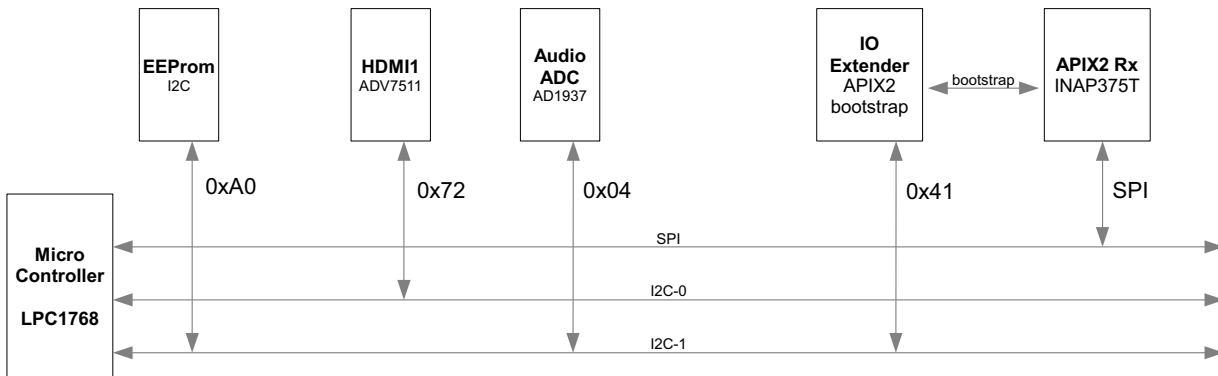 EEProm
I2C
HDMI1
ADV7511
Audio
ADC
AD1937
IO
Extender
APIX2
bootstrap
bootstrap
APIX2 Rx
INAP375T
0xA0
0x72
0x04
0x41
SPI
Micro
Controller
LPC1768
SPI
I2C-0
I2C-1